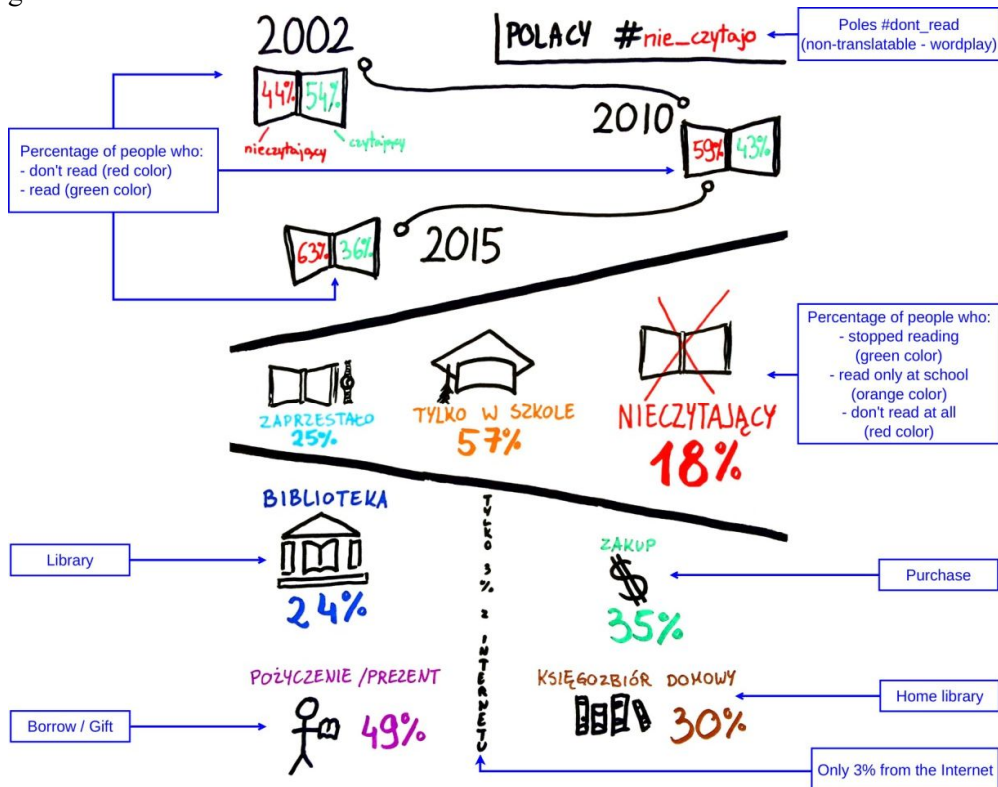 g
2002
POLACY #nie_czytajo
Poles #dont_read
(non-translatable - wordplay)
44% 54%
nieczytający czytający
2010
59% 43%
Percentage of people who:
- don't read (red color)
- read (green color)
63% 36%
2015
Percentage of people who:
- stopped reading
(green color)
- read only at school
(orange color)
- don't read at all
(red color)
ZAPRZESTAŁO
25%
TYLKO W SZKOLE
57%
NIECZYTAJĄCY
18%
BIBLIOTEKA
24%
Library
TYLKO 3% Z INTERNETU
ZAKUP
35%
Purchase
POŻYCZENIE / PREZENT
49%
Borrow / Gift
KSIĘGOZBIÓR DOMOWY
30%
Home library
Only 3% from the Internet